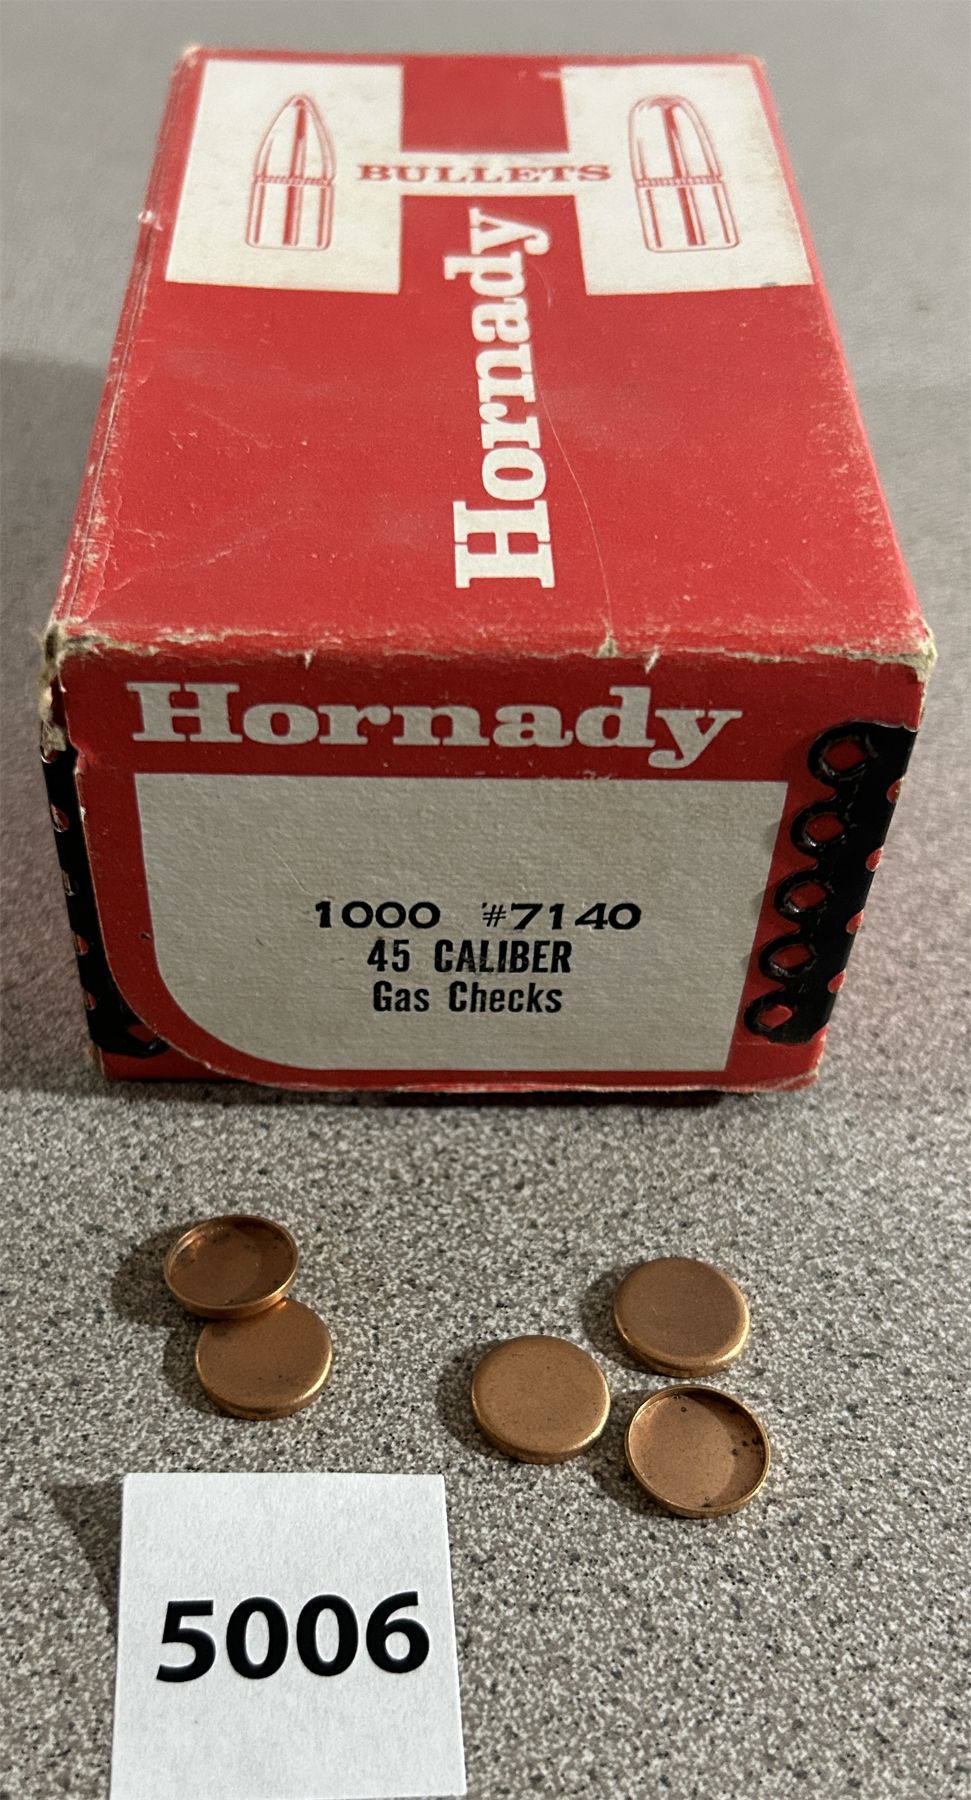 BULLETS
Hornady
Hornady
1000 #7140
45 CALIBER
Gas Checks
5006